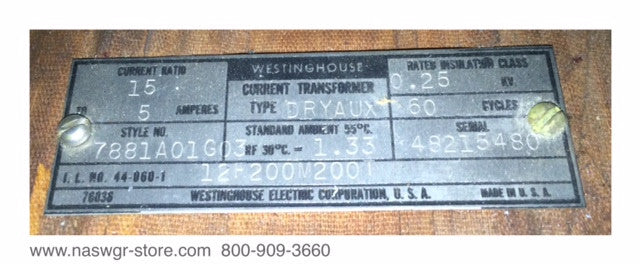 CURRENT RATIO
15
TO 5 AMPERES
STYLE NO.
7881A01G03
WESTINGHOUSE
CURRENT TRANSFORMER
TYPE DRYAUX
STANDARD AMBIENT 55°C.
RF 30°C. = 1.33
RATED INSULATION CLASS
0.25 KV.
60 CYCLES
SERIAL
48215480
I.L. NO. 44-060-1
76036 WESTINGHOUSE ELECTRIC CORPORATION, U.S.A. MADE IN U.S.A.
www.naswgr-store.com 800-909-3660